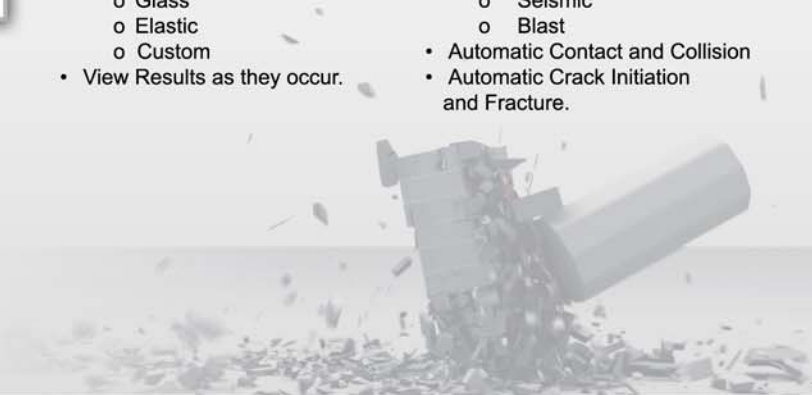 o Glass
o Elastic
o Custom
• View Results as they occur.
o Seismic
o Blast
• Automatic Contact and Collision
• Automatic Crack Initiation
and Fracture.